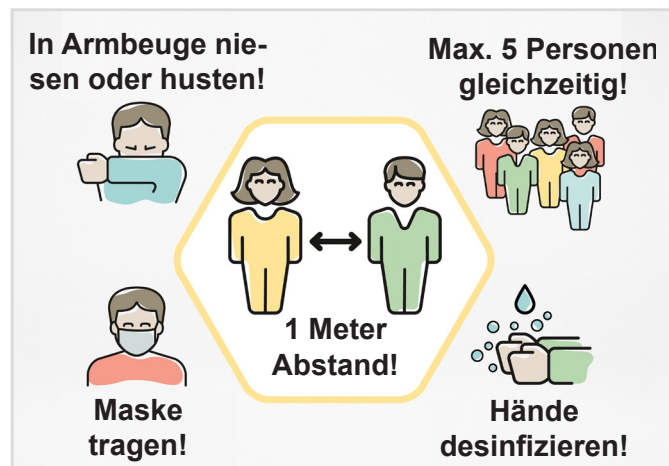 In Armbeuge nie-
sen oder husten!
Max. 5 Personen
gleichzeitig!
1 Meter
Abstand!
Maske
tragen!
Hände
desinfizieren!